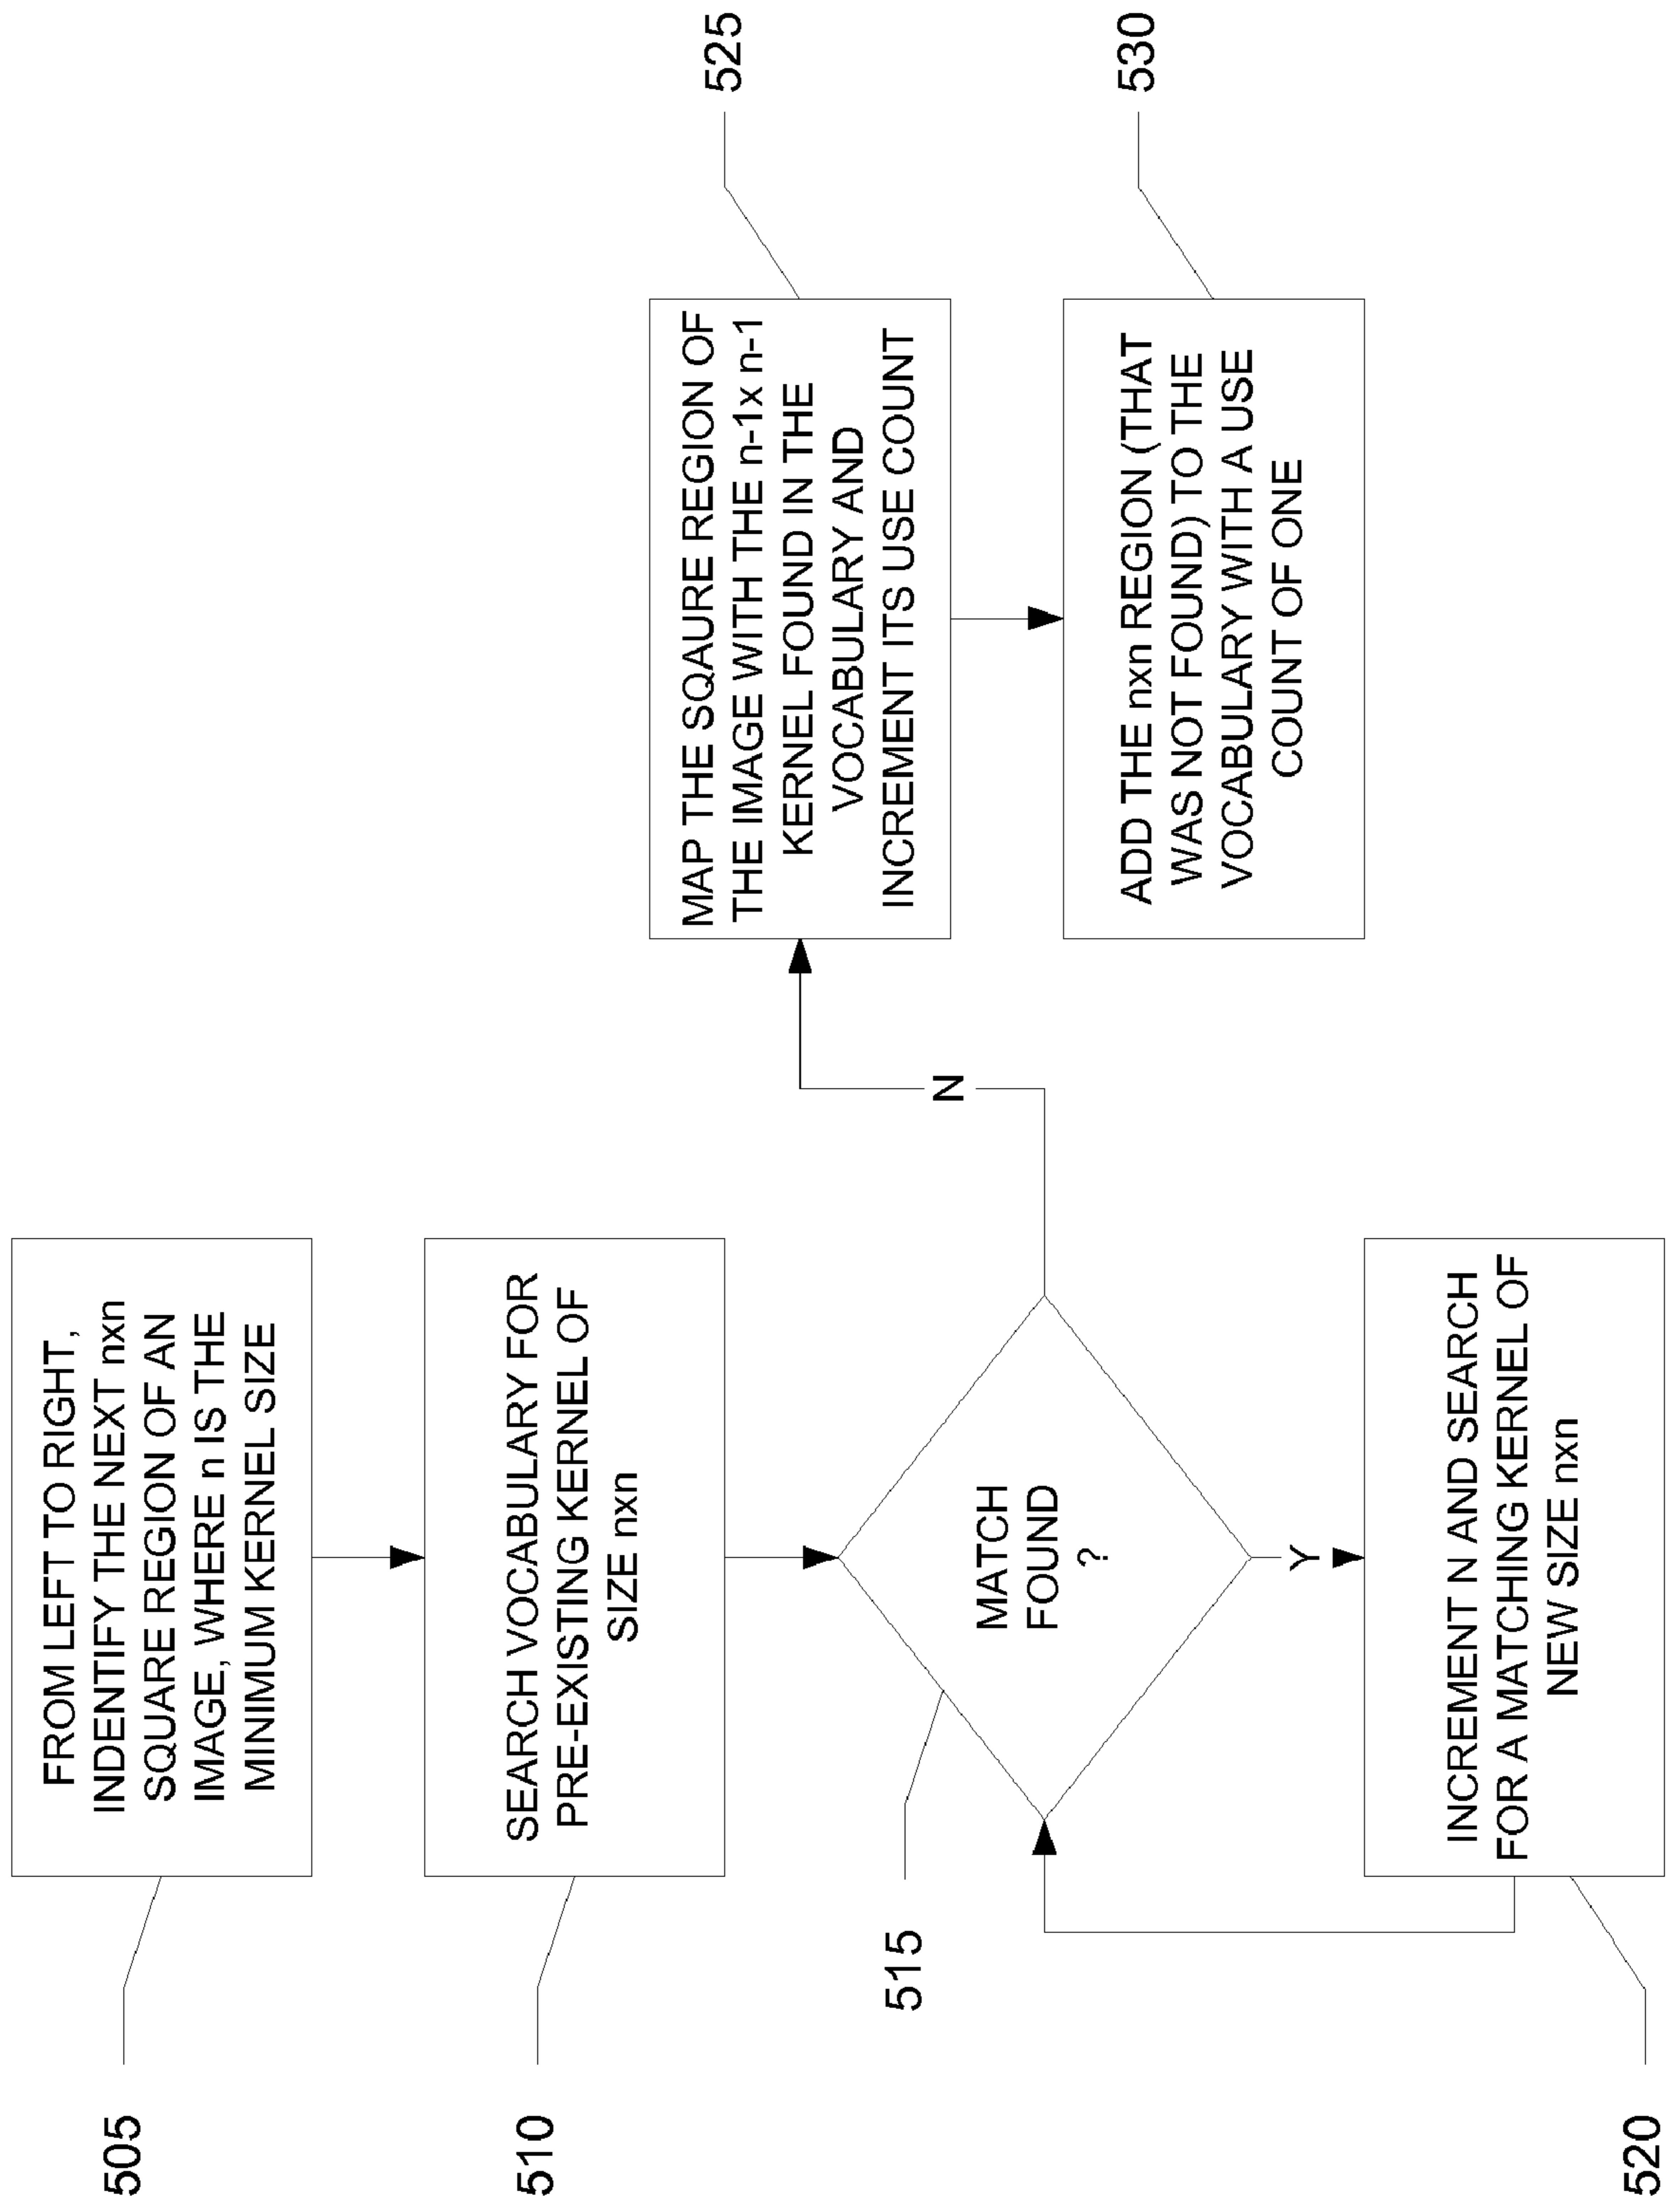 505
FROM LEFT TO RIGHT,
INDENTIFY THE NEXT nxn
SQUARE REGION OF AN
IMAGE, WHERE n IS THE
MINIMUM KERNEL SIZE
510
SEARCH VOCABULARY FOR
PRE-EXISTING KERNEL OF
SIZE nxn
515
MATCH
FOUND
?
Y
N
520
INCREMENT N AND SEARCH
FOR A MATCHING KERNEL OF
NEW SIZE nxn
525
MAP THE SQAURE REGION OF
THE IMAGE WITH THE n-1x n-1
KERNEL FOUND IN THE
VOCABULARY AND
INCREMENT ITS USE COUNT
530
ADD THE nxn REGION (THAT
WAS NOT FOUND) TO THE
VOCABULARY WITH A USE
COUNT OF ONE